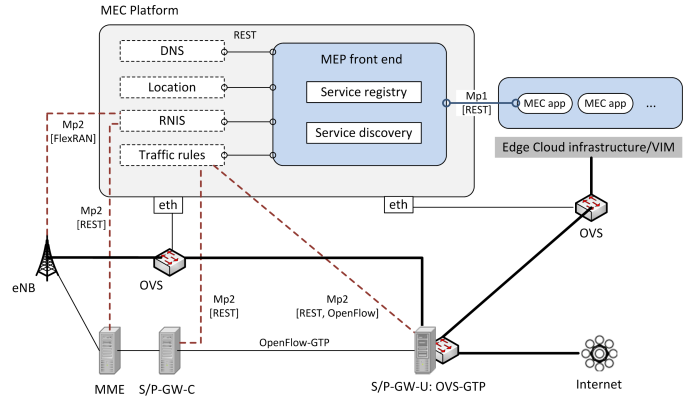 MEC Platform
REST
DNS
Location
RNIS
Traffic rules
MEP front end
Service registry
Service discovery
Mp1
[REST]
MEC app
MEC app
...
Edge Cloud infrastructure/VIM
Mp2
[FlexRAN]
Mp2
[REST]
eth
eth
OVS
eNB
OVS
Mp2
[REST]
Mp2
[REST, OpenFlow]
OpenFlow-GTP
MME
S/P-GW-C
S/P-GW-U: OVS-GTP
Internet